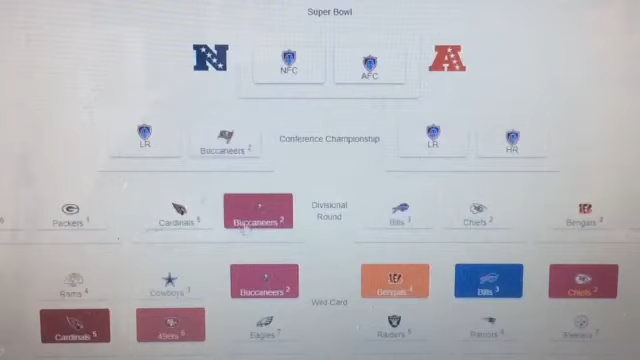 Super Bowl
NFC
AFC
LR
Buccaneers 2
Conference Championship
LR
HR
Packers 1
Cardinals 5
Buccaneers 2
Divisional
Round
Bills 3
Chiefs 2
Bengals 4
Rams 4
Cowboys 3
Buccaneers 2
Wild Card
Bengals 4
Bills 3
Chiefs 2
Cardinals 5
49ers 6
Eagles 7
Raiders 5
Patriots 6
Steelers 7